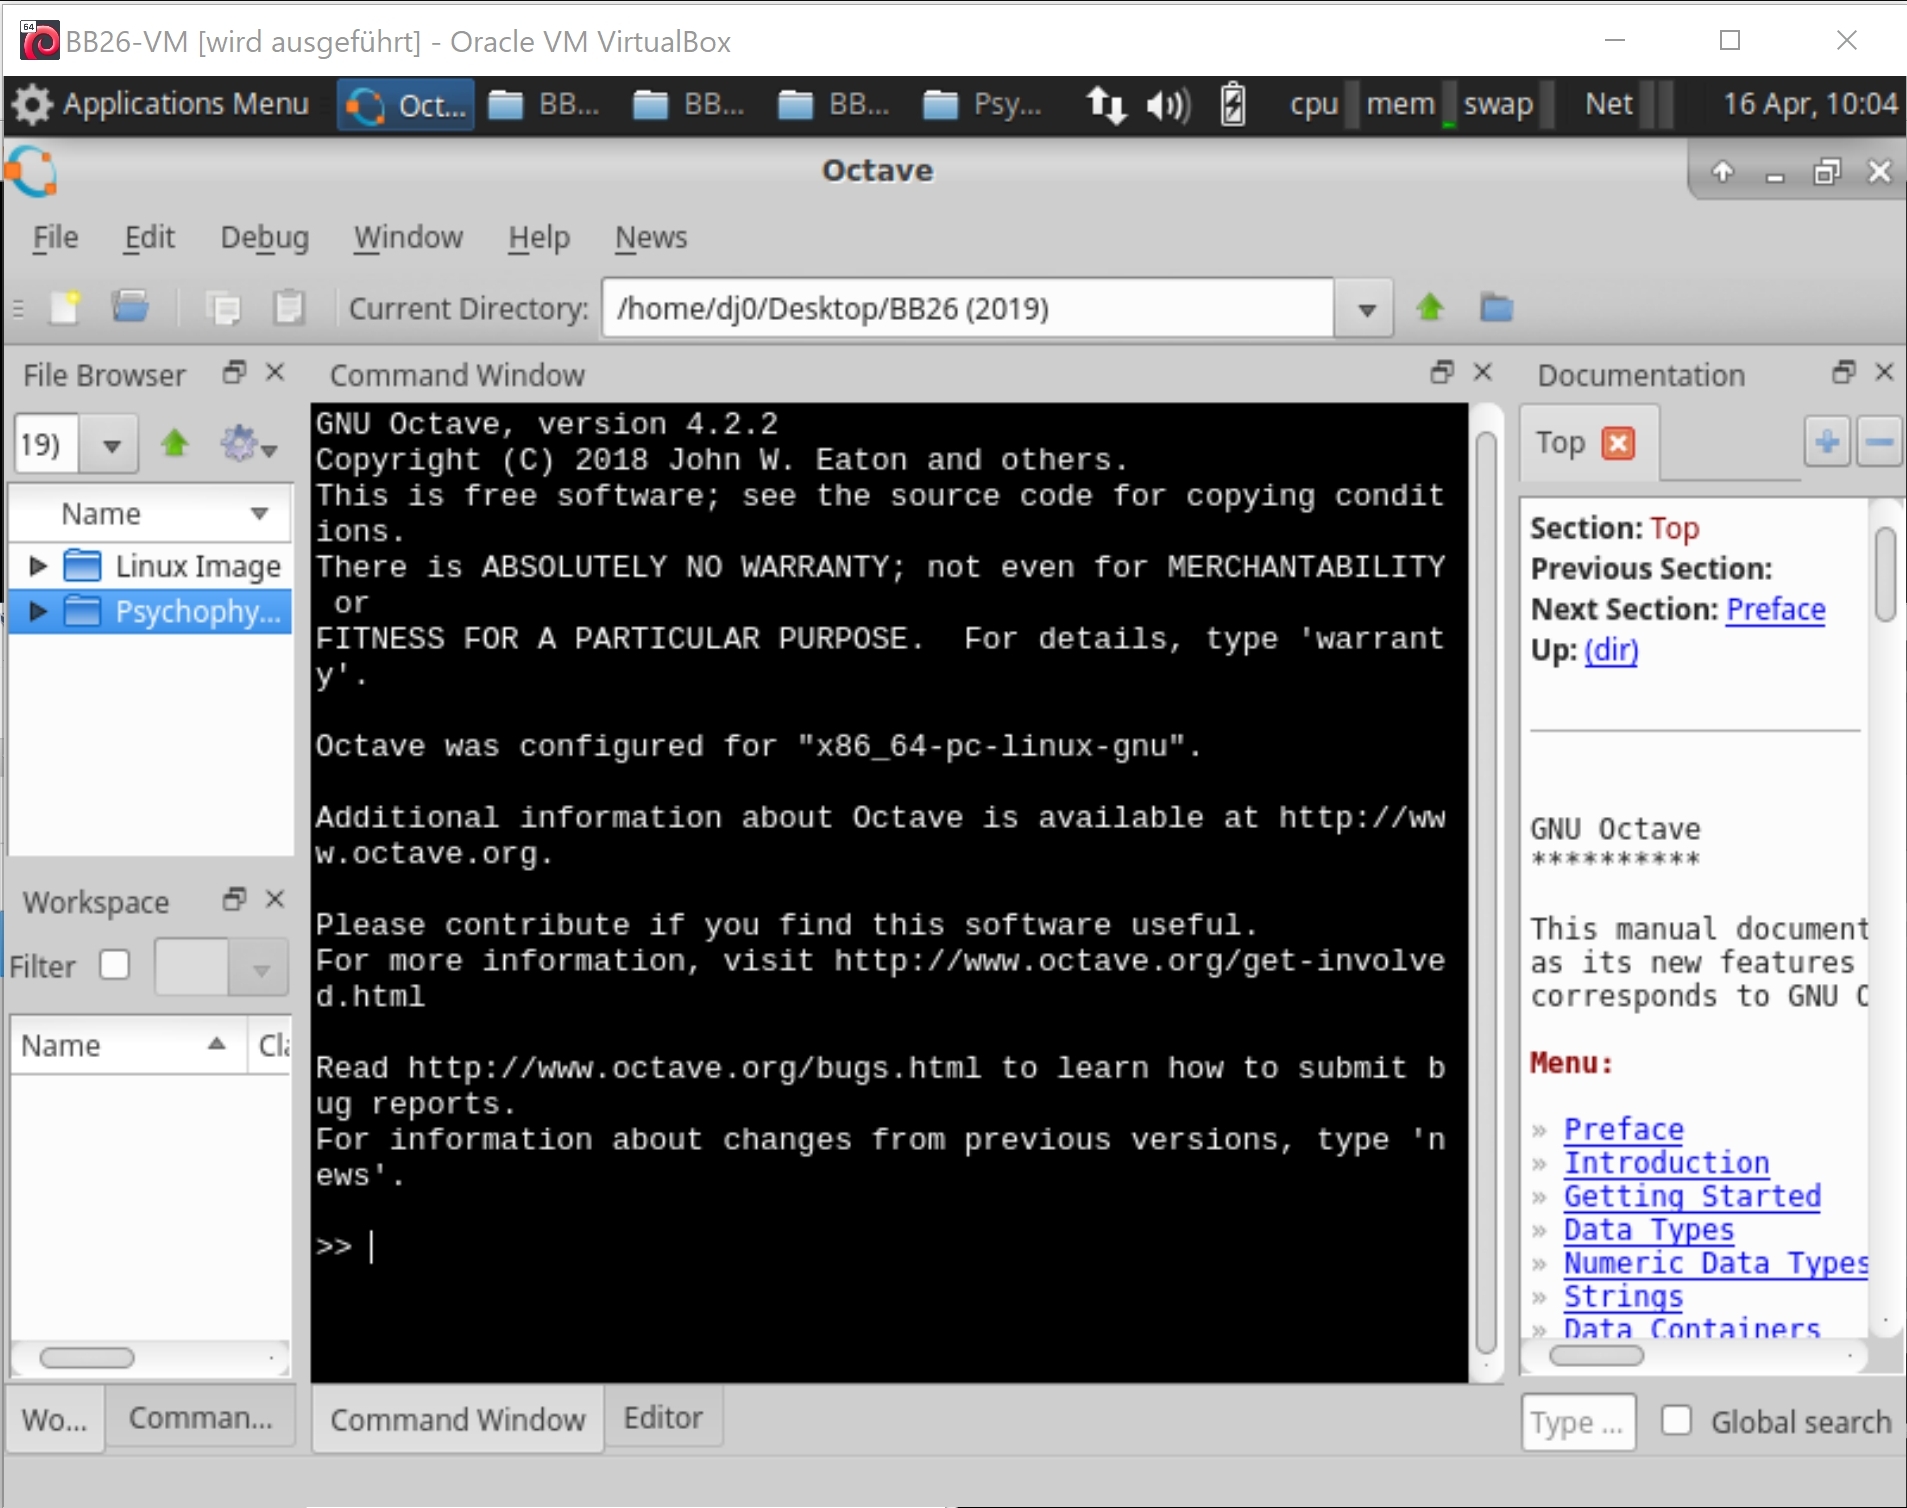 64
BB26-VM [wird ausgeführt] - Oracle VM VirtualBox
Applications Menu Oct... BB... BB... BB... Psy... cpu mem swap Net 16 Apr, 10:04
Octave
File Edit Debug Window Help News
Current Directory: /home/dj0/Desktop/BB26 (2019)
File Browser
19)
Name
Linux Image
Psychophy...
Workspace
Filter
Name Cla
Wo... Comman...
Command Window
GNU Octave, version 4.2.2
Copyright (C) 2018 John W. Eaton and others.
This is free software; see the source code for copying condit
ions.
There is ABSOLUTELY NO WARRANTY; not even for MERCHANTABILITY
or
FITNESS FOR A PARTICULAR PURPOSE.  For details, type 'warrant
y'.
Octave was configured for "x86_64-pc-linux-gnu".
Additional information about Octave is available at http://ww
w.octave.org.
Please contribute if you find this software useful.
For more information, visit http://www.octave.org/get-involve
d.html
Read http://www.octave.org/bugs.html to learn how to submit b
ug reports.
For information about changes from previous versions, type 'n
ews'.
>>
Command Window Editor
Documentation
Top
Section: Top
Previous Section:
Next Section: Preface
Up: (dir)
GNU Octave
**********
This manual document
as its new features
corresponds to GNU O
Menu:
» Preface
» Introduction
» Getting Started
» Data Types
» Numeric Data Types
» Strings
» Data Containers
Type ... Global search